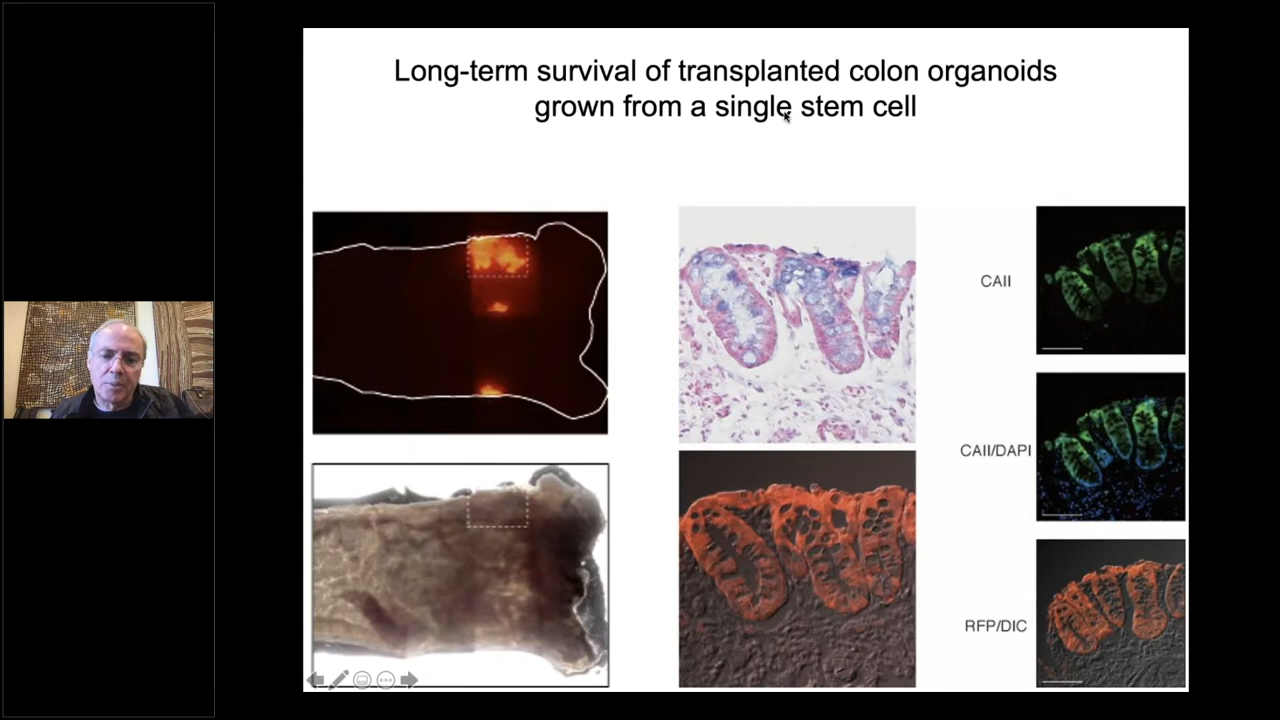 Long-term survival of transplanted colon organoids
grown from a single stem cell
CAII
CAII/DAPI
RFP/DIC